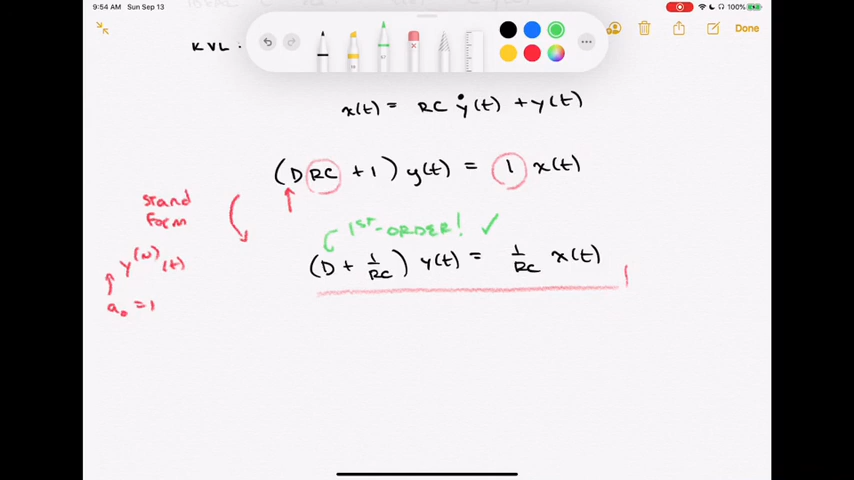 9:54 AM Sun Sep 13
100%
Done
KVL:
x(t) = RC ẏ(t) + y(t)
(D RC + 1) y(t) = 1 x(t)
stand
form
y^(N)(t)
a₀ = 1
1ST-ORDER! ✓
(D + 1/RC) y(t) = 1/RC x(t)